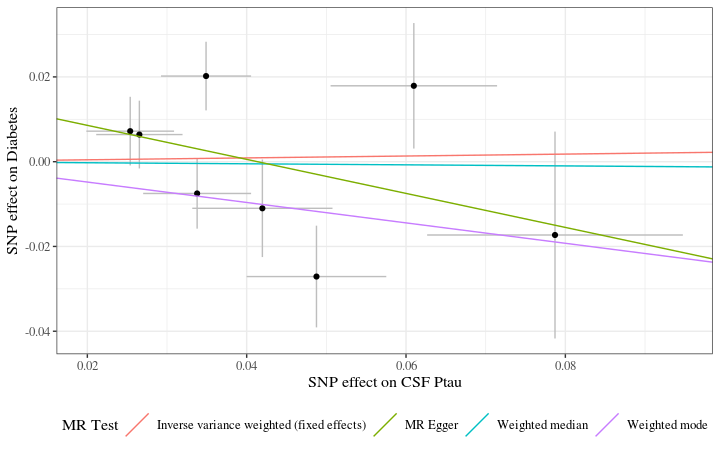 SNP effect on Diabetes
0.02
0.00
-0.02
-0.04
0.02 0.04 0.06 0.08
SNP effect on CSF Ptau
MR Test Inverse variance weighted (fixed effects) MR Egger Weighted median Weighted mode